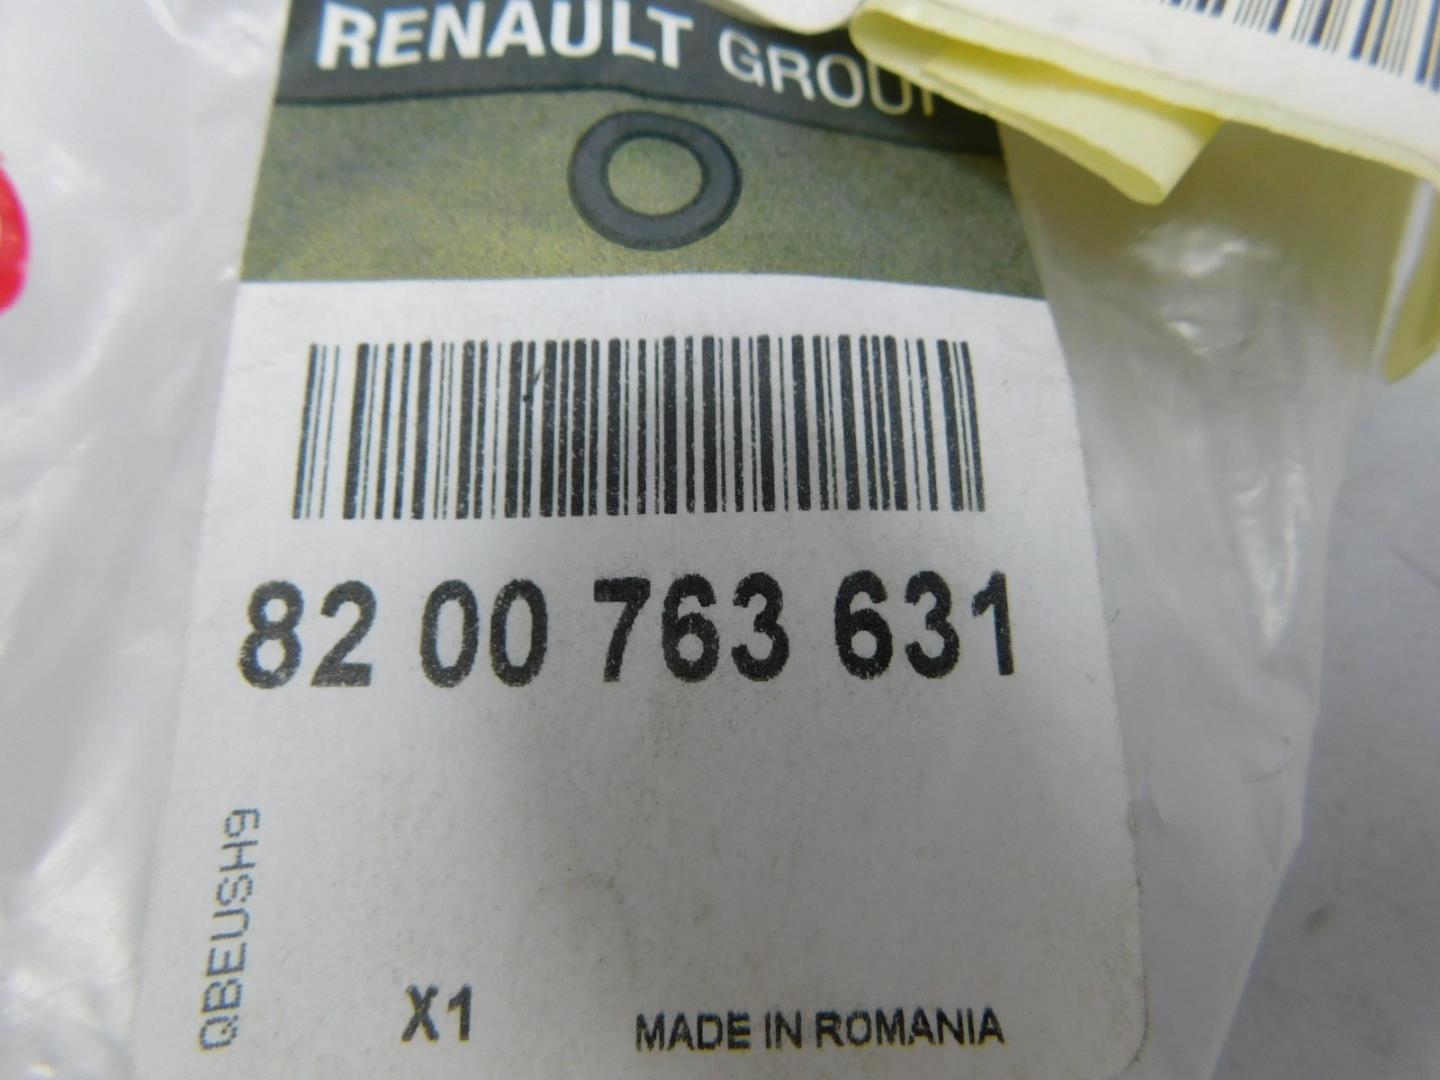 RENAULT GROUP
82 00 763 631
QBEUSH9
X1
MADE IN ROMANIA